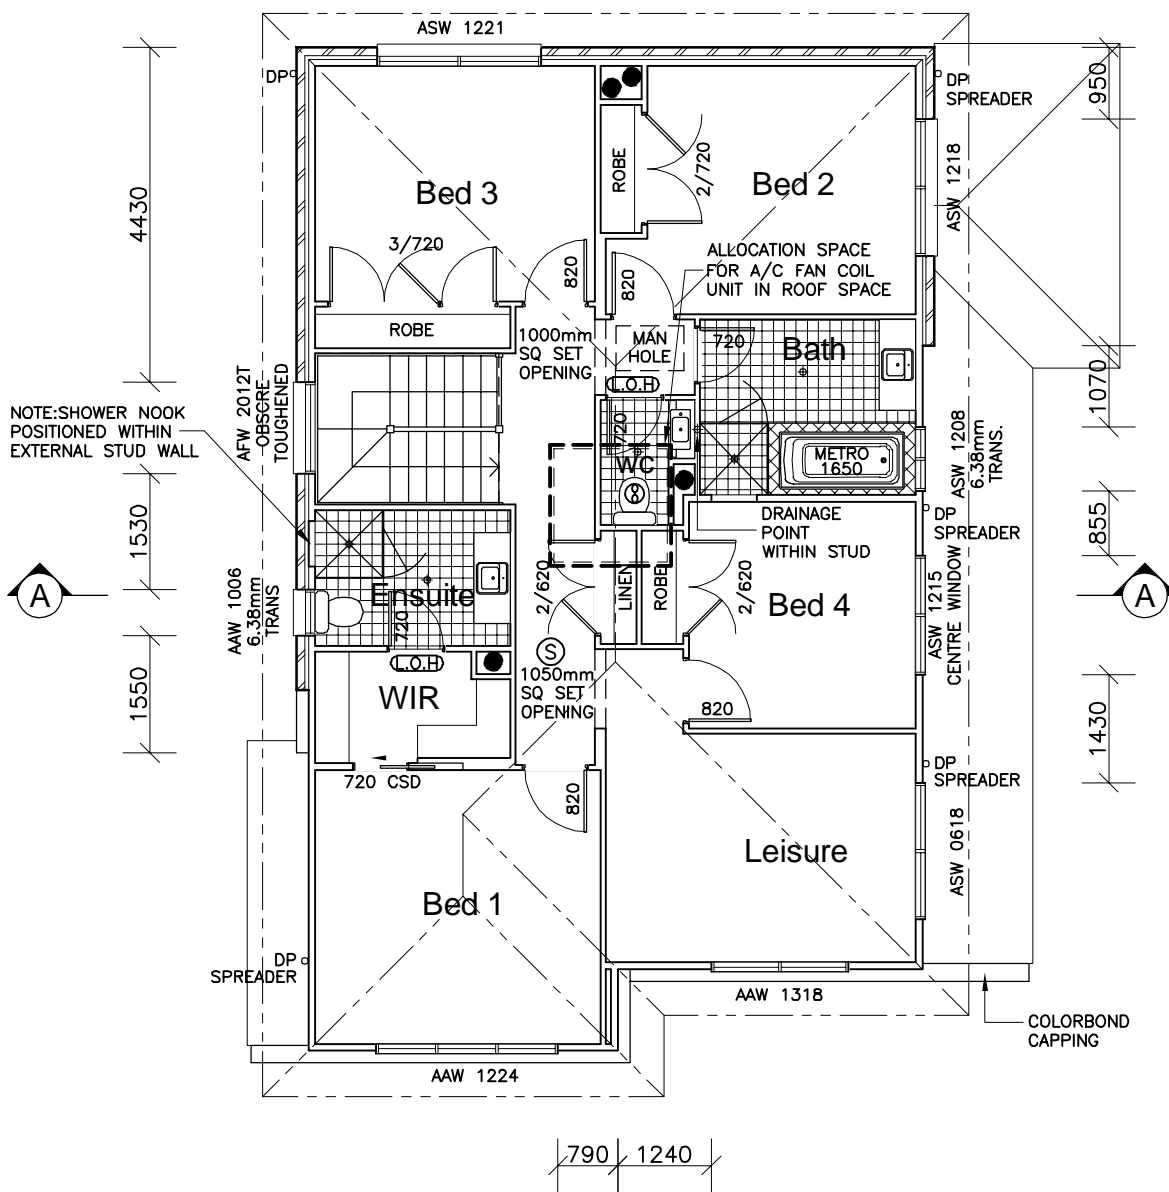 ASW 1221
DP
DP
SPREADER
950
4430
Bed 3
ROBE
2/720
Bed 2
ASW 1218
3/720
820
820
ALLOCATION SPACE
FOR A/C FAN COIL
UNIT IN ROOF SPACE
ROBE
1000mm
SQ SET
OPENING
MAN
HOLE
L.O.H
720
Bath
1070
NOTE:SHOWER NOOK
POSITIONED WITHIN
EXTERNAL STUD WALL
AFW 2012T
OBSCRE
TOUGHENED
720
WC
METRO
1650
ASW 1208
6.38mm
TRANS.
1530
DRAINAGE
POINT
WITHIN STUD
DP
SPREADER
855
A
AAW 1006
6.38mm
TRANS
Ensuite
720
2/620
LINEN
ROBE
2/620
Bed 4
ASW 1215
CENTRE WINDOW
A
L.O.H
S
1550
WIR
1050mm
SQ SET
OPENING
820
1430
720 CSD
820
DP
SPREADER
Leisure
ASW 0618
Bed 1
DP
SPREADER
AAW 1318
COLORBOND
CAPPING
AAW 1224
790
1240